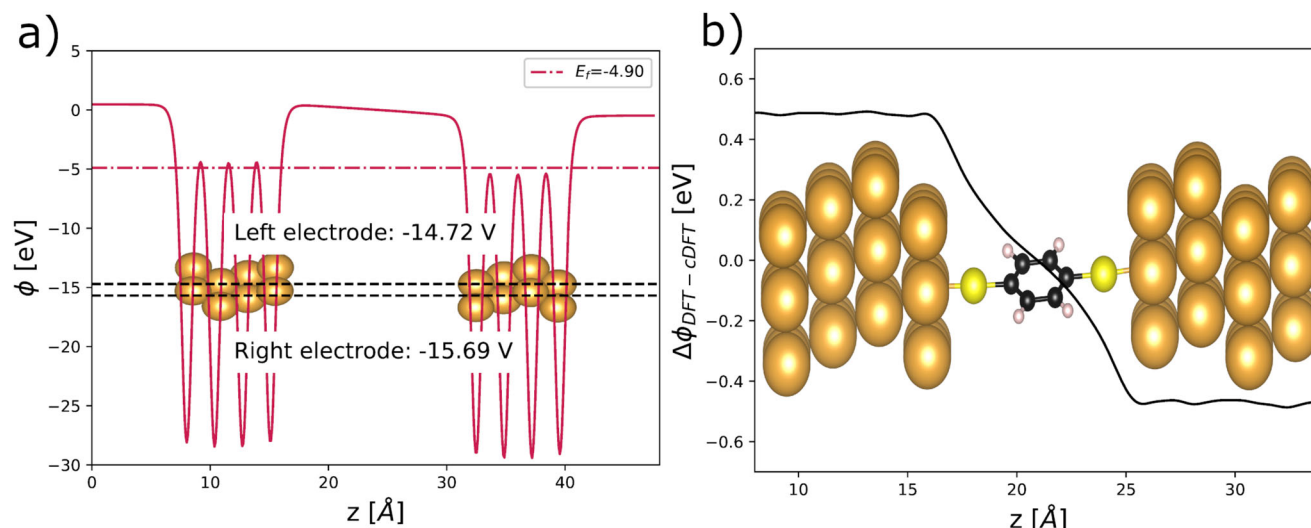 a)
5
0
−5
−10
−15
−20
−25
−30
ϕ [eV]
E_f=-4.90
Left electrode: -14.72 V
Right electrode: -15.69 V
0 10 20 30 40
z [Å]
b)
0.6
0.4
0.2
0.0
−0.2
−0.4
−0.6
Δϕ_{DFT−cDFT} [eV]
10 15 20 25 30
z [Å]